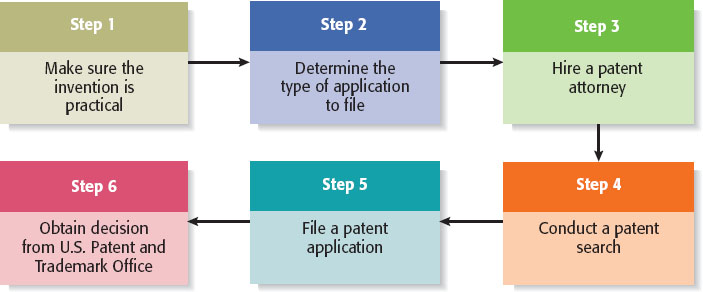 Step 1
Make sure the
invention is
practical
Step 2
Determine the
type of application
to file
Step 3
Hire a patent
attorney
Step 4
Conduct a patent
search
Step 5
File a patent
application
Step 6
Obtain decision
from U.S. Patent and
Trademark Office